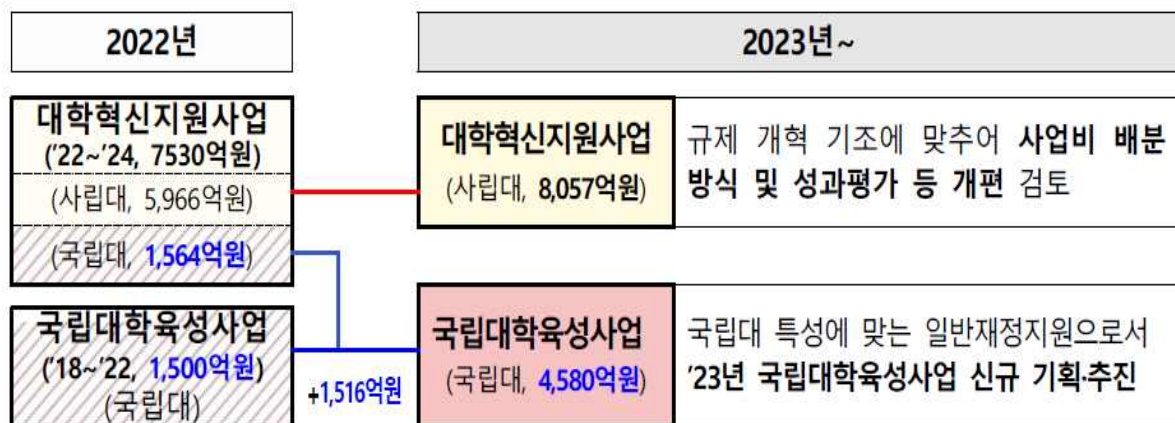 2022년
2023년~
대학혁신지원사업
('22~'24, 7530억원)
(사립대, 5,966억원)
(국립대, 1,564억원)
대학혁신지원사업
(사립대, 8,057억원)
규제 개혁 기조에 맞추어 사업비 배분
방식 및 성과평가 등 개편 검토
국립대학육성사업
('18~'22, 1,500억원)
(국립대)
+1,516억원
국립대학육성사업
(국립대, 4,580억원)
국립대 특성에 맞는 일반재정지원으로서
'23년 국립대학육성사업 신규 기획·추진